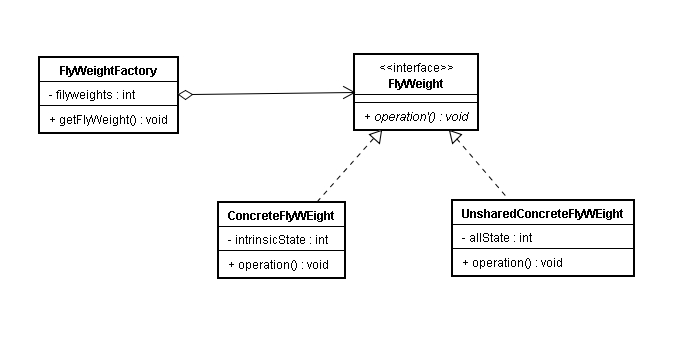 FlyWeightFactory
- filyweights : int
+ getFlyWeight() : void
<<interface>>
FlyWeight
+ operation'() : void
ConcreteFlyWEight
- intrinsicState : int
+ operation() : void
UnsharedConcreteFlyWEight
- allState : int
+ operation() : void